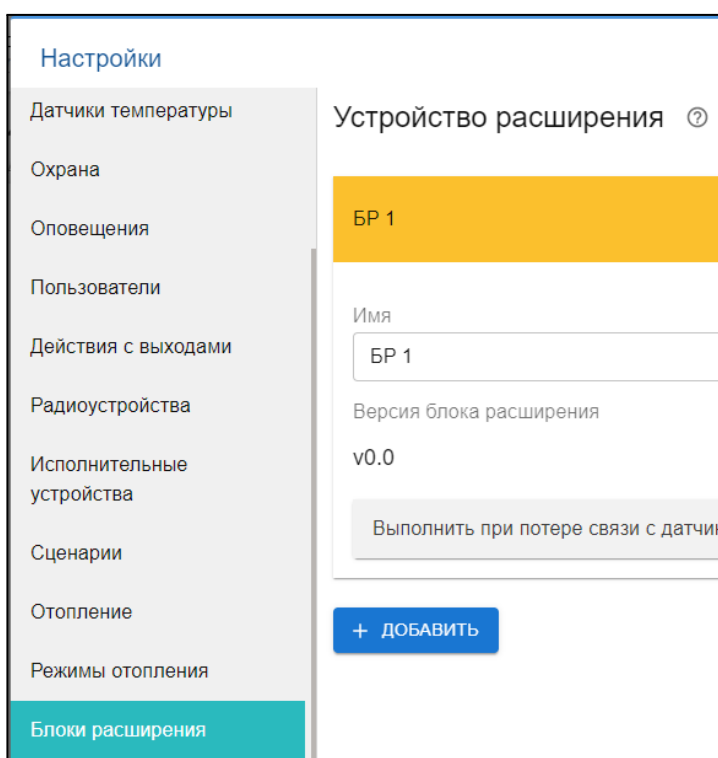 Настройки
Датчики температуры
Охрана
Оповещения
Пользователи
Действия с выходами
Радиоустройства
Исполнительные
устройства
Сценарии
Отопление
Режимы отопления
Блоки расширения
Устройство расширения
БР 1
Имя
БР 1
Версия блока расширения
v0.0
Выполнить при потере связи с
+ ДОБАВИТЬ